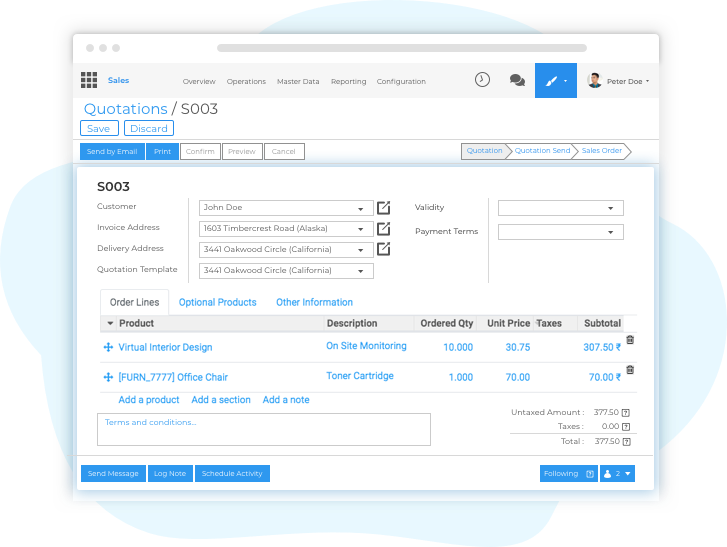 Sales Overview Operations Master Data Reporting Configuration Peter Doe
Quotations / S003
Save Discard
Send by Email Print Confirm Preview Cancel Quotation Quotation Send Sales Order
S003
Customer John Doe Validity
Invoice Address 1603 Timbercrest Road (Alaska) Payment Terms
Delivery Address 3441 Oakwood Circle (California)
Quotation Template 3441 Oakwood Circle (California)
Order Lines Optional Products Other Information
Product Description Ordered Qty Unit Price Taxes Subtotal
Virtual Interior Design On Site Monitoring 10.000 30.75 307.50 ₹
[FURN_7777] Office Chair Toner Cartridge 1.000 70.00 70.00 ₹
Add a product Add a section Add a note
Terms and conditions... Untaxed Amount : 377.50 ?
Taxes : 0.00 ?
Total : 377.50 ?
Send Message Log Note Schedule Activity Following ? 2